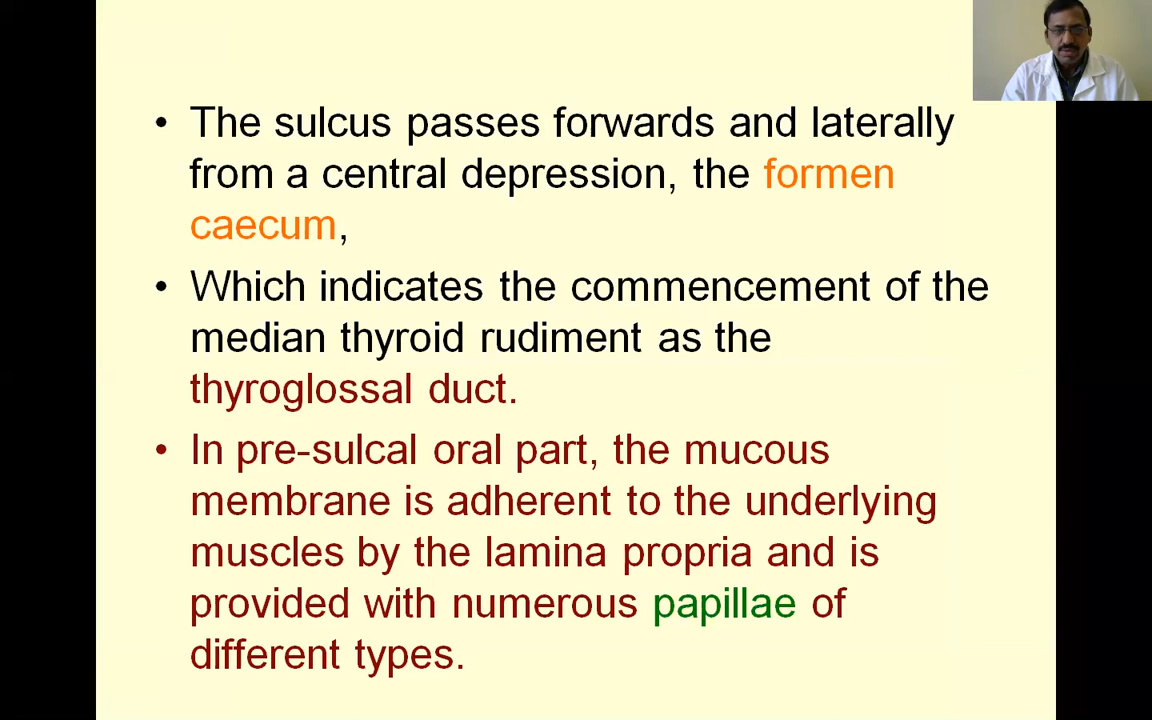 • The sulcus passes forwards and laterally
from a central depression, the formen
caecum,
• Which indicates the commencement of the
median thyroid rudiment as the
thyroglossal duct.
• In pre-sulcal oral part, the mucous
membrane is adherent to the underlying
muscles by the lamina propria and is
provided with numerous papillae of
different types.